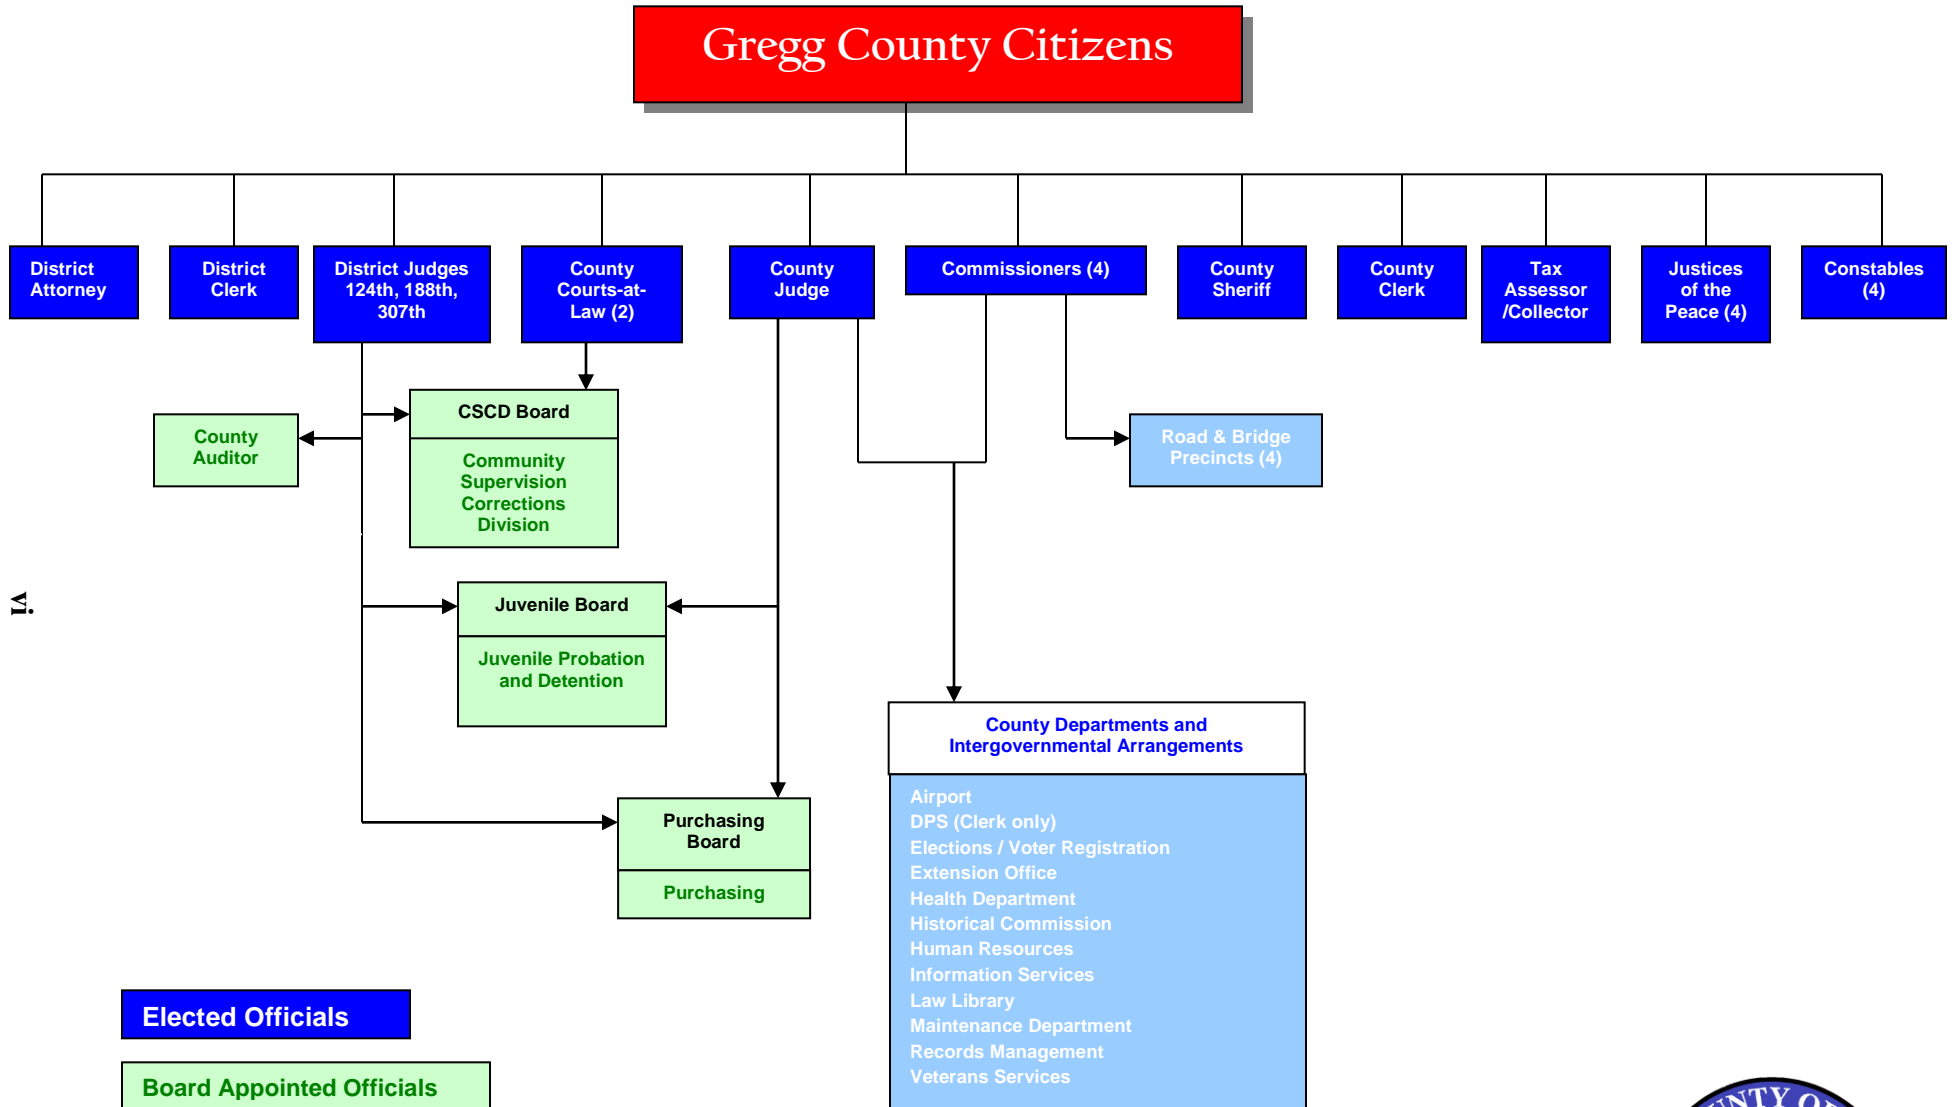 Gregg County Citizens
District
Attorney
District
Clerk
District Judges
124th, 188th,
307th
County
Courts-at-
Law (2)
County
Judge
Commissioners (4)
County
Sheriff
County
Clerk
Tax
Assessor
/Collector
Justices
of the
Peace (4)
Constables
(4)
County
Auditor
CSCD Board
Community
Supervision
Corrections
Division
Road & Bridge
Precincts (4)
vi
Juvenile Board
Juvenile Probation
and Detention
Purchasing
Board
Purchasing
County Departments and
Intergovernmental Arrangements
Airport
DPS (Clerk only)
Elections / Voter Registration
Extension Office
Health Department
Historical Commission
Human Resources
Information Services
Law Library
Maintenance Department
Records Management
Veterans Services
Elected Officials
Board Appointed Officials